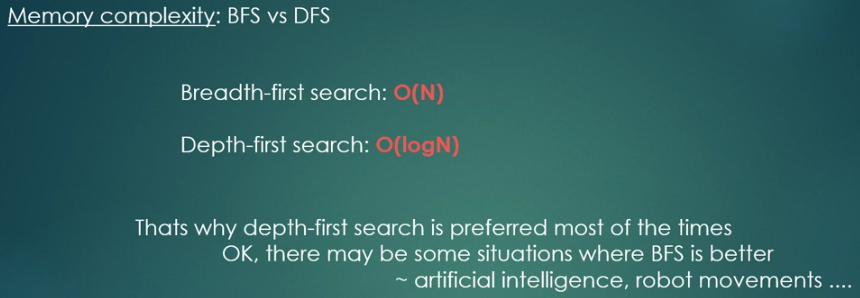 Memory complexity: BFS vs DFS
Breadth-first search: O(N)
Depth-first search: O(logN)
Thats why depth-first search is preferred most of the times
OK, there may be some situations where BFS is better
~ artificial intelligence, robot movements ....